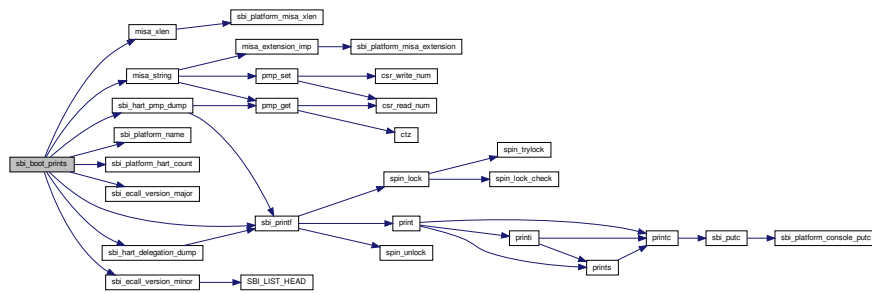 misa_xlen
sbi_platform_misa_xlen
misa_extension_imp
sbi_platform_misa_extension
misa_string
pmp_set
csr_write_num
sbi_hart_pmp_dump
pmp_get
csr_read_num
sbi_platform_name
ctz
sbi_boot_prints
sbi_platform_hart_count
spin_trylock
sbi_ecall_version_major
spin_lock
spin_lock_check
sbi_printf
print
sbi_hart_delegation_dump
spin_unlock
printi
printc
sbi_putc
sbi_platform_console_putc
prints
sbi_ecall_version_minor
SBI_LIST_HEAD